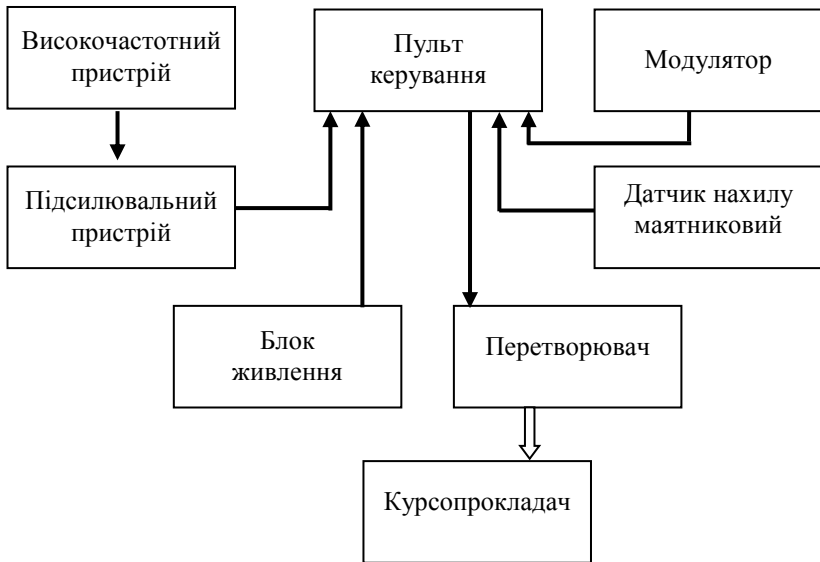 Високочастотний
пристрій
Пульт
керування
Модулятор
Підсилювальний
пристрій
Датчик нахилу
маятниковий
Блок
живлення
Перетворювач
Курсопрокладач